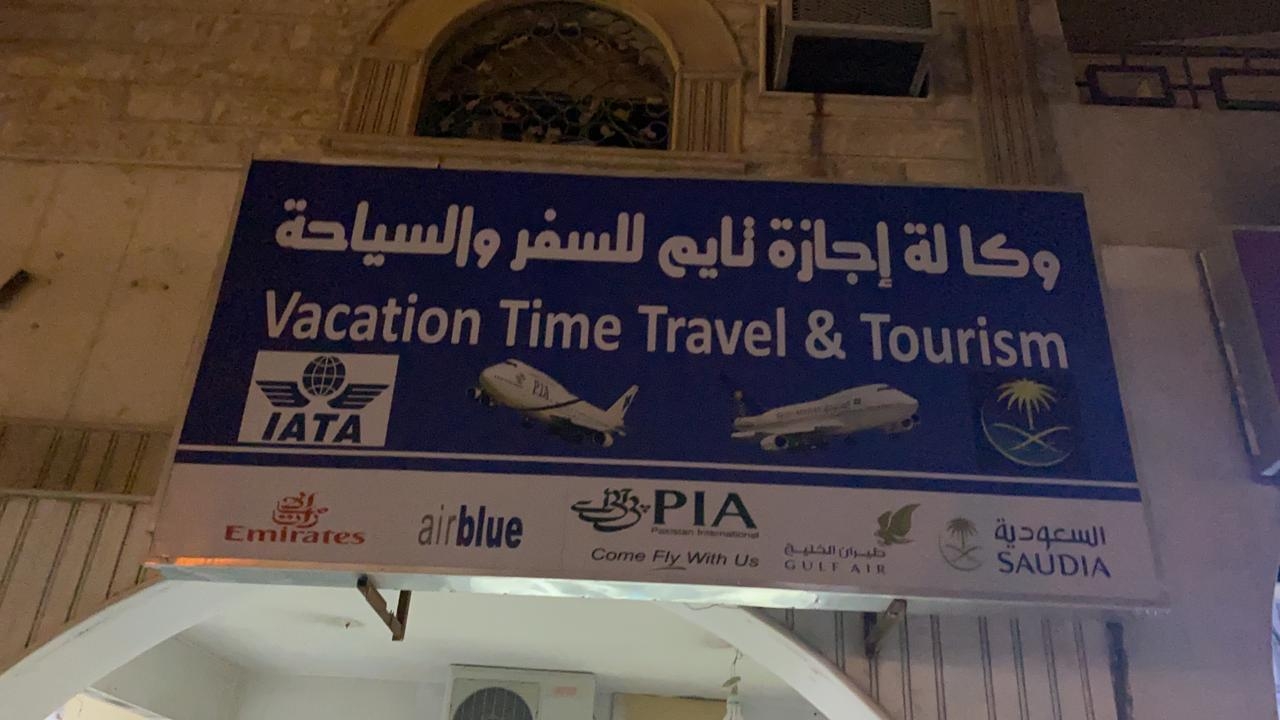 وكالة إجازة تايم للسفر والسياحة
Vacation Time Travel & Tourism
IATA
PIA
Emirates
airblue
PIA
Pakistan International
Come Fly With Us
طيران الخليج
GULF AIR
السعودية
SAUDIA